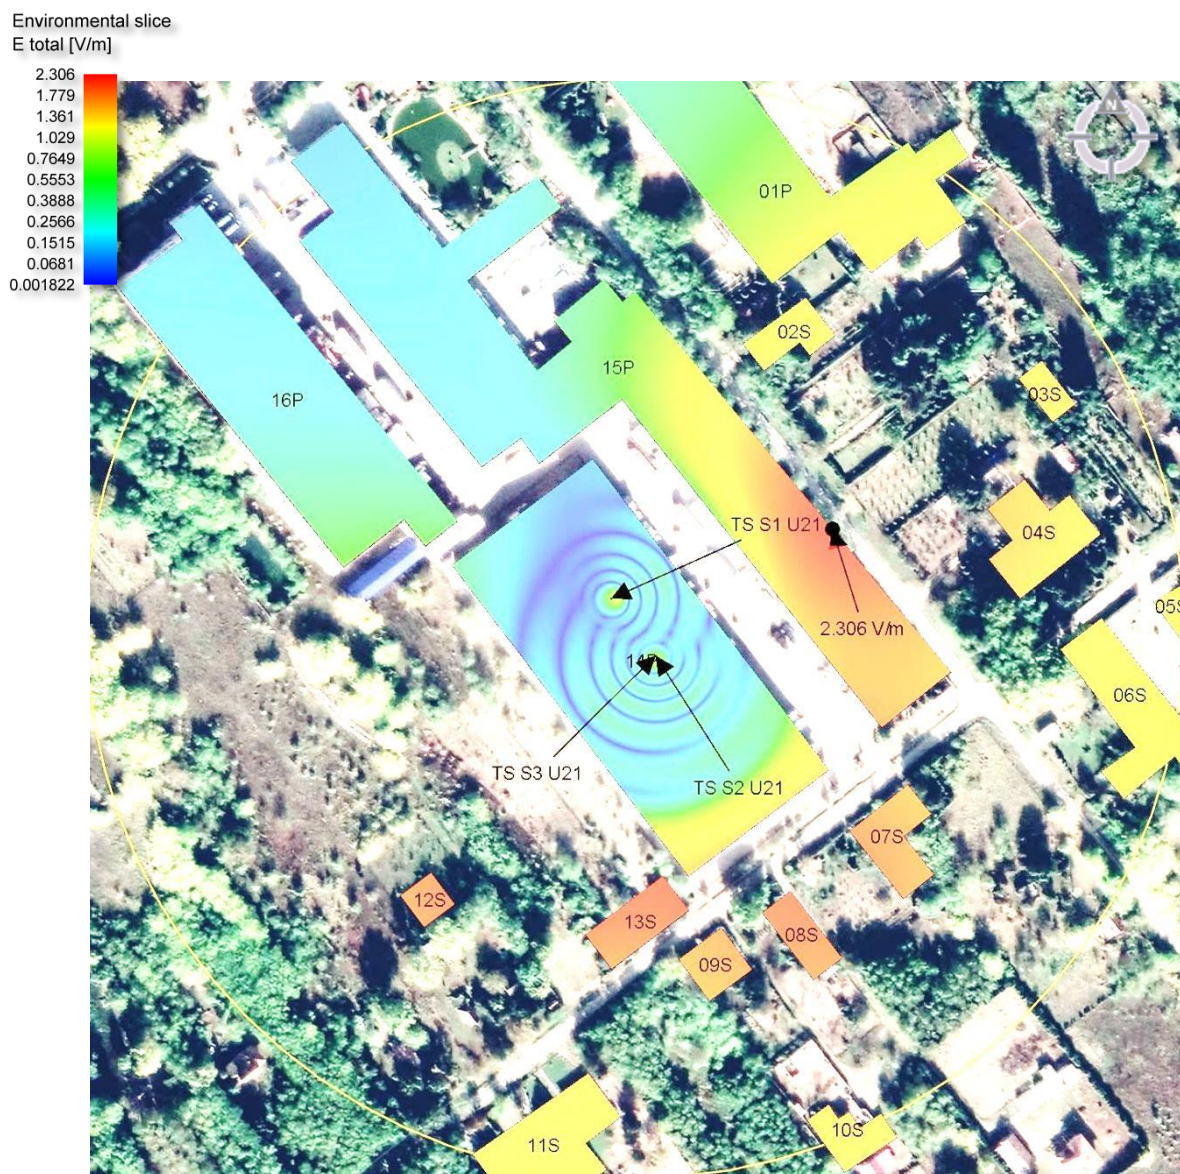 Environmental slice
E total [V/m]
2.306
1.779
1.361
1.029
0.7649
0.5553
0.3888
0.2566
0.1515
0.0681
0.001822
N
01P
02S
15P
03S
16P
TS S1 U21
04S
05S
2.306 V/m
06S
TS S3 U21
TS S2 U21
07S
12S
13S
08S
09S
10S
11S